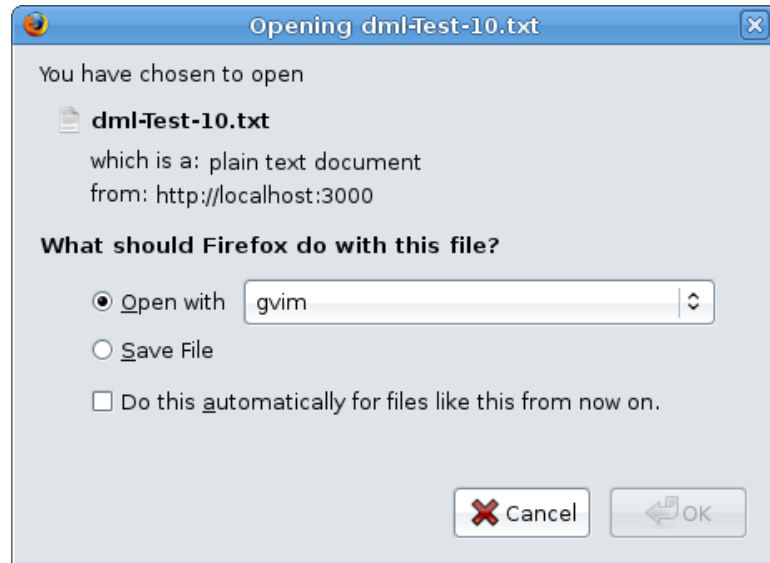 Opening dml-Test-10.txt
You have chosen to open
dml-Test-10.txt
which is a: plain text document
from: http://localhost:3000
What should Firefox do with this file?
Open with gvim
Save File
Do this automatically for files like this from now on.
Cancel OK